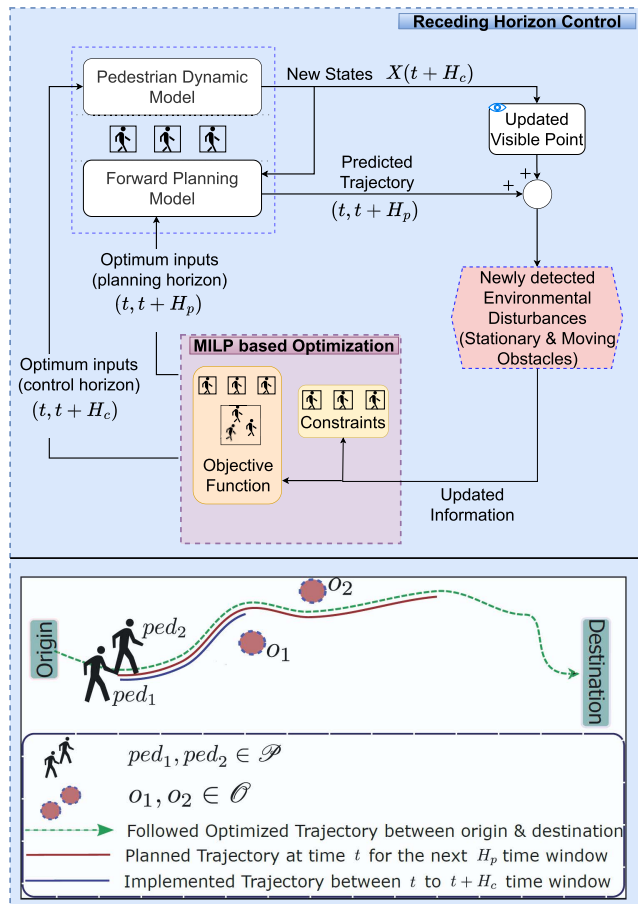 Receding Horizon Control
Pedestrian Dynamic
Model
New States X(t + H_c)
Updated
Visible Point
Forward Planning
Model
Predicted
Trajectory
(t, t + H_p)
+
+
Optimum inputs
(planning horizon)
(t, t + H_p)
Newly detected
Environmental
Disturbances
(Stationary & Moving
Obstacles)
MILP based Optimization
Optimum inputs
(control horizon)
(t, t + H_c)
Constraints
Objective
Function
Updated
Information
Origin
ped_2
ped_1
o_2
o_1
Destination
ped_1, ped_2 ∈ 𝒫
o_1, o_2 ∈ 𝒪
Followed Optimized Trajectory between origin & destination
Planned Trajectory at time t for the next H_p time window
Implemented Trajectory between t to t + H_c time window